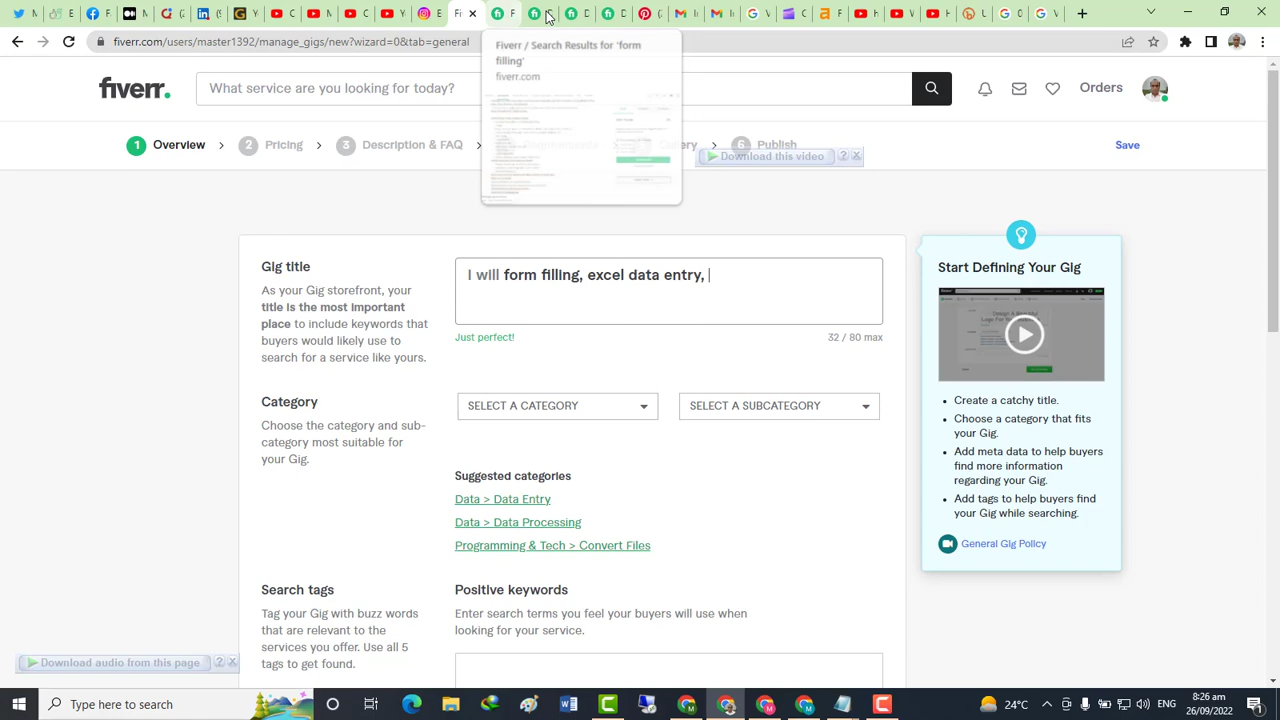 fiverr.com/users/master1392/manage_gigs/new?wizard=0&tab=general
Fiverr / Search Results for 'form
filling'
fiverr.com
fiverr.
What service are you looking for today?
1
Pricing
& FAQ
Save
Gig title
As your Gig storefront, your
title is the most important
place to include keywords that
buyers would likely use to
search for a service like yours.
I will form filling, excel data entry,
Just perfect!
32 / 80 max
Category
Choose the category and sub-
category most suitable for
your Gig.
SELECT A CATEGORY
SELECT A SUBCATEGORY
Suggested categories
Data > Data Entry
Data > Data Processing
Programming & Tech > Convert Files
Search tags
Tag your Gig with buzz words
that are relevant to the
services you offer. Use all 5
tags to get found.
Positive keywords
Enter search terms you feel your buyers will use when
looking for your service.
Start Defining Your Gig
Create a catchy title.
Choose a category that fits
your Gig.
Add meta data to help buyers
find more information
regarding your Gig.
Add tags to help buyers find
your Gig while searching.
General Gig Policy
Download audio from this page
? X
Type here to search
24°C
ENG
8:26 am
26/09/2022